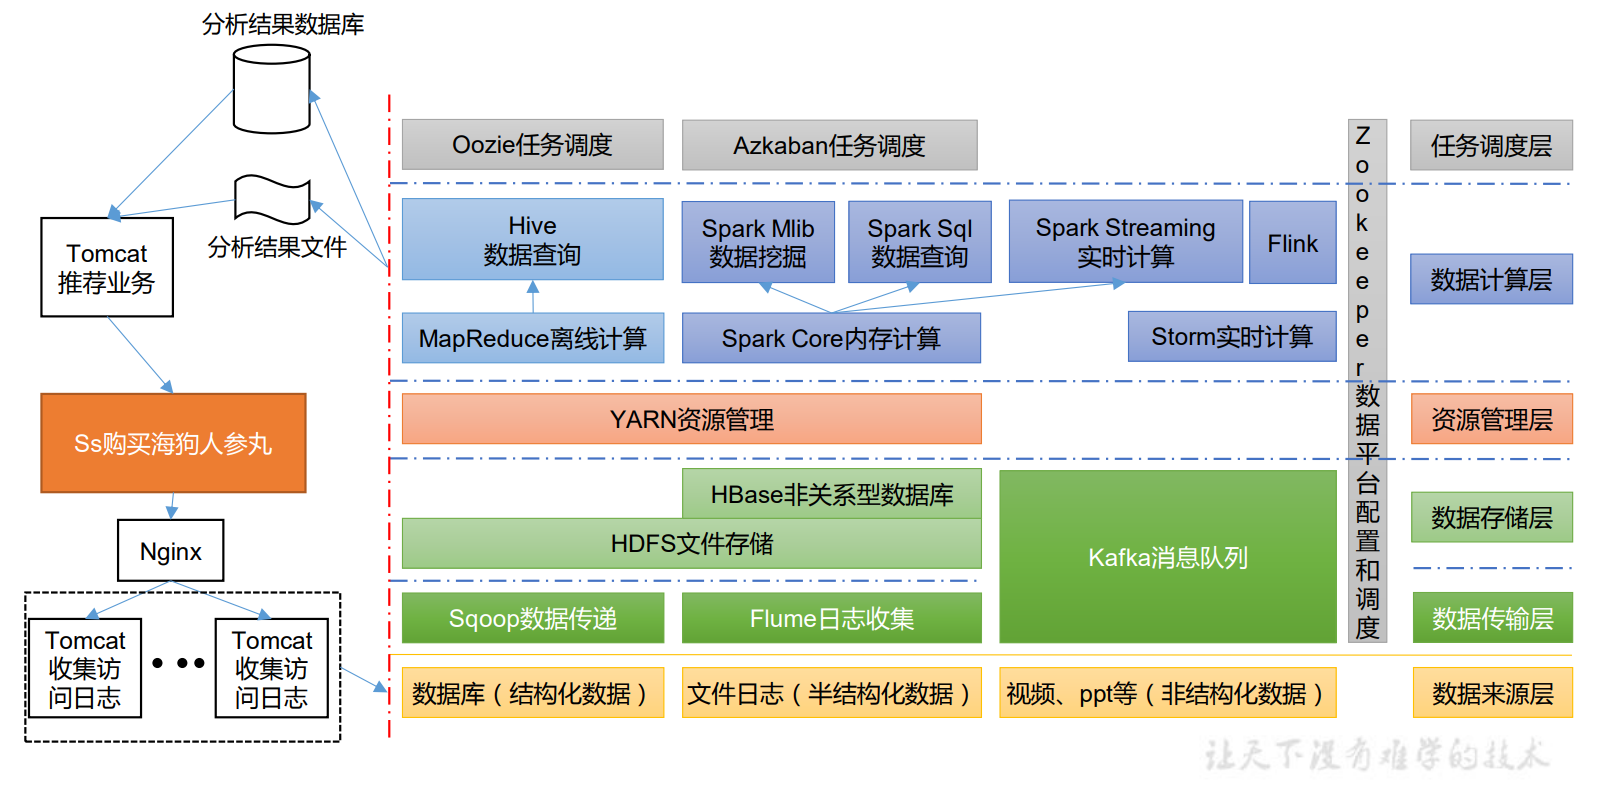 分析结果数据库
分析结果文件
Tomcat
推荐业务
Ss购买海狗人参丸
Nginx
Tomcat
收集访
问日志
● ● ●
Tomcat
收集访
问日志
Oozie任务调度
Azkaban任务调度
任务调度层
Hive
数据查询
Spark Mlib
数据挖掘
Spark Sql
数据查询
Spark Streaming
实时计算
Flink
数据计算层
MapReduce离线计算
Spark Core内存计算
Storm实时计算
YARN资源管理
资源管理层
HBase非关系型数据库
HDFS文件存储
Kafka消息队列
数据存储层
Sqoop数据传递
Flume日志收集
数据传输层
数据库（结构化数据）
文件日志（半结构化数据）
视频、ppt等（非结构化数据）
数据来源层
Zookeeper数据平台配置和调度
让天下没有难学的技术